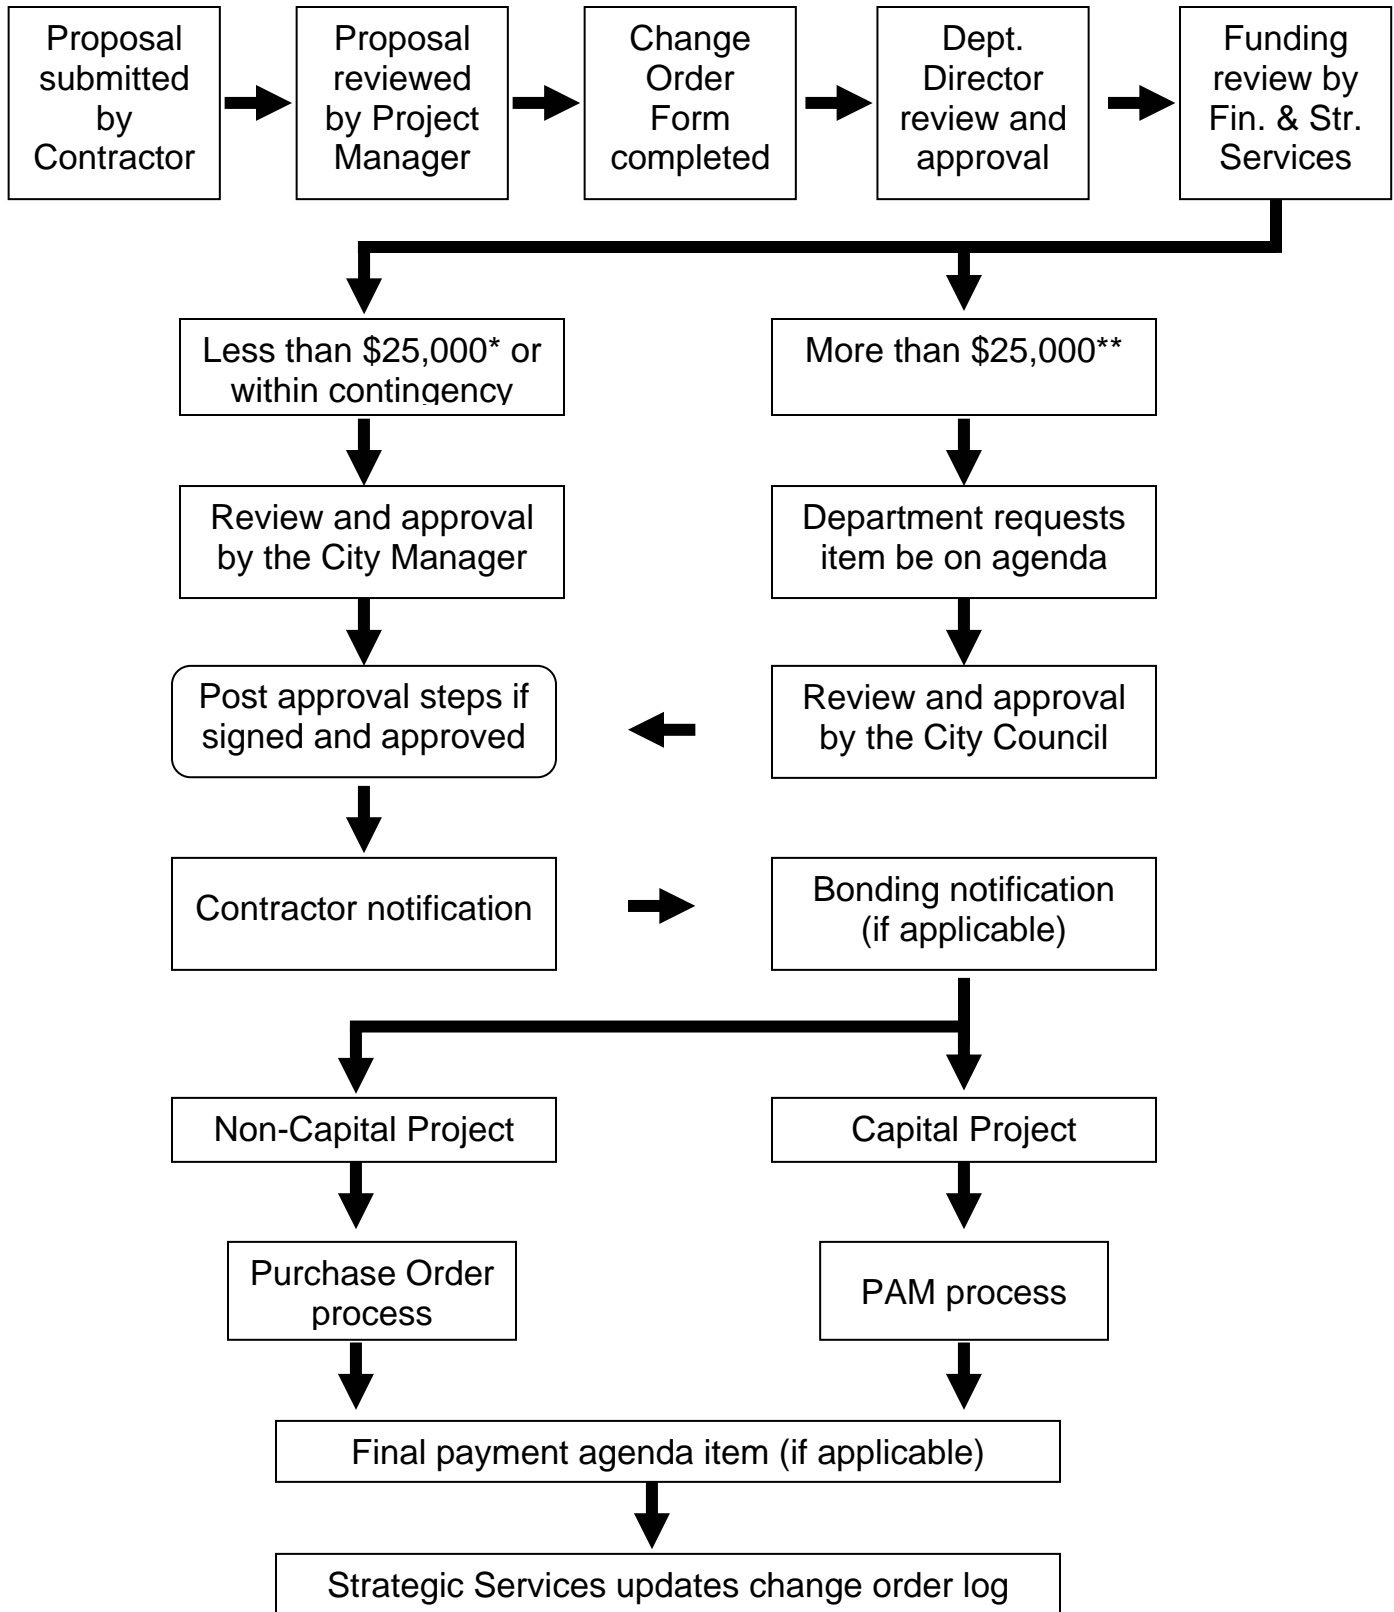 Proposal
submitted
by
Contractor
Proposal
reviewed
by Project
Manager
Change
Order
Form
completed
Dept.
Director
review and
approval
Funding
review by
Fin. & Str.
Services
Less than $25,000* or
within contingency
More than $25,000**
Review and approval
by the City Manager
Department requests
item be on agenda
Post approval steps if
signed and approved
Review and approval
by the City Council
Contractor notification
Bonding notification
(if applicable)
Non-Capital Project
Capital Project
Purchase Order
process
PAM process
Final payment agenda item (if applicable)
Strategic Services updates change order log